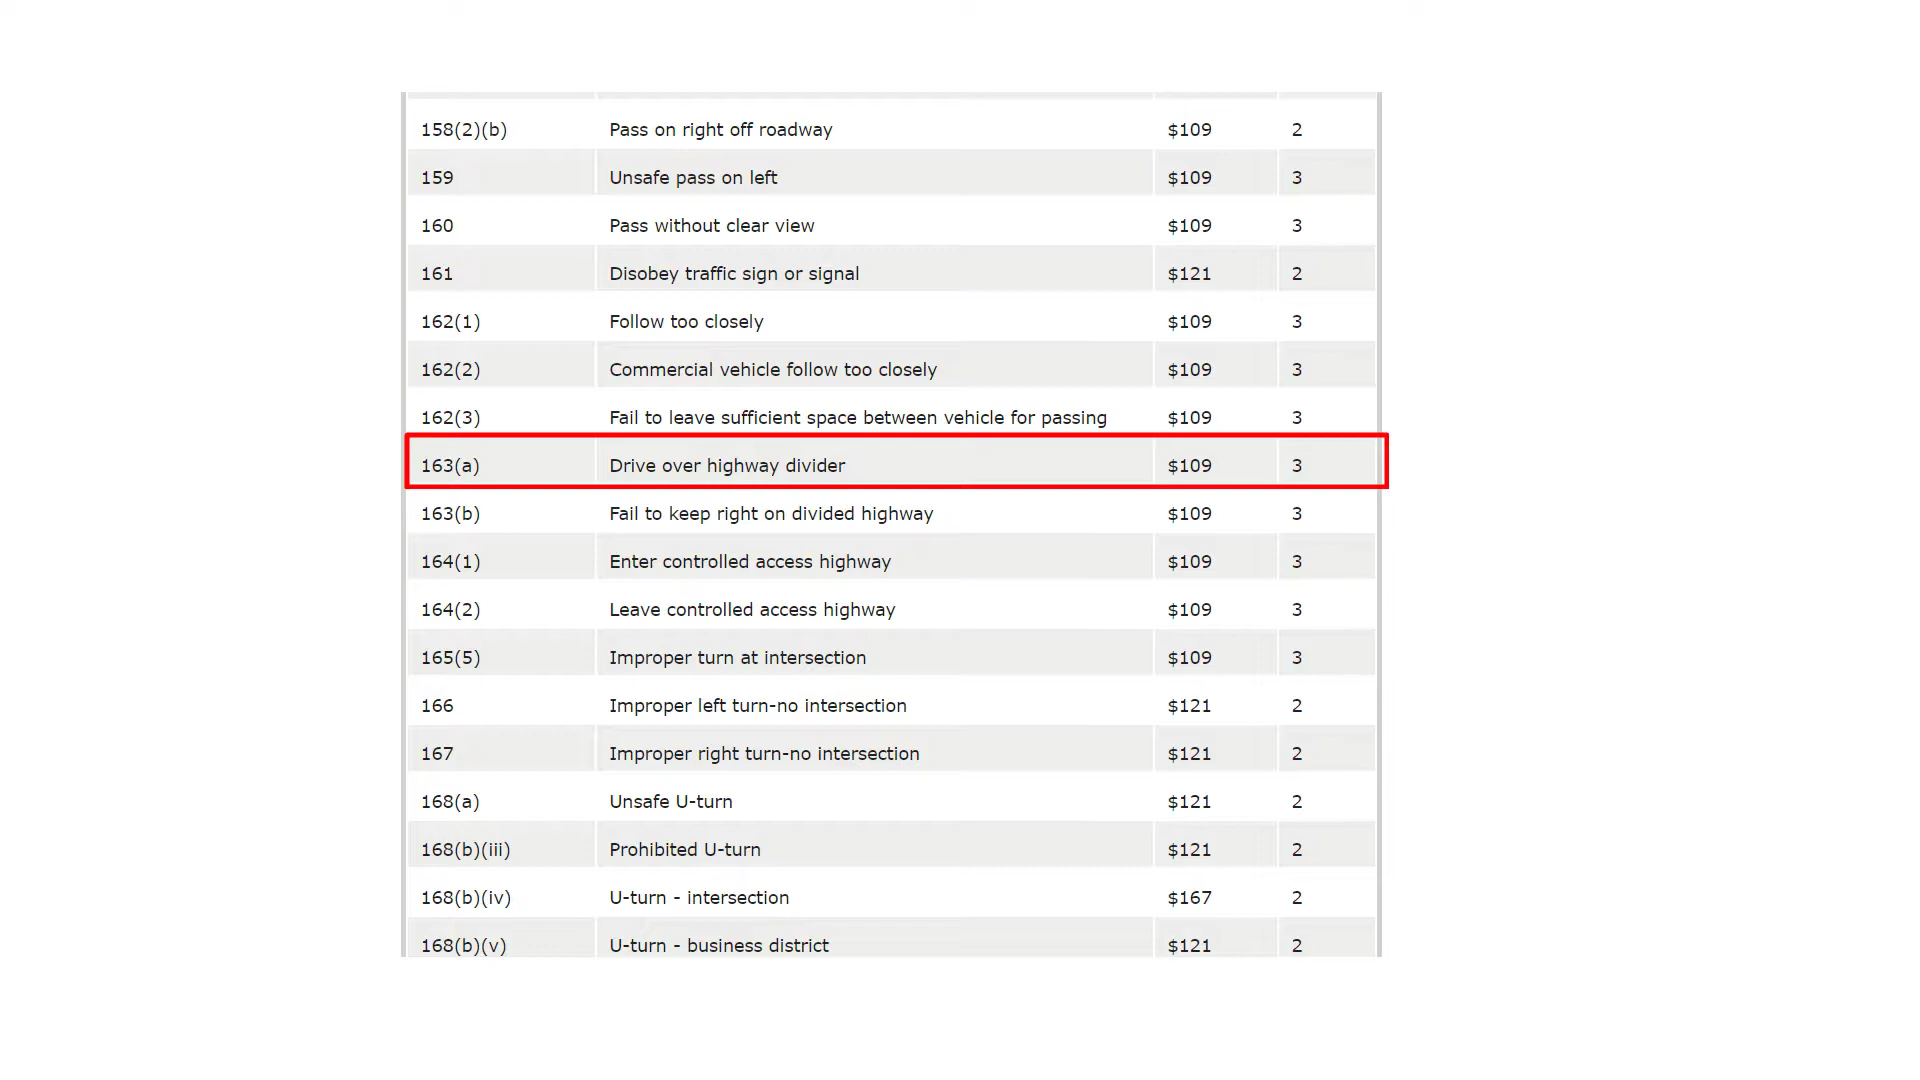 158(2)(b) Pass on right off roadway $109 2
159 Unsafe pass on left $109 3
160 Pass without clear view $109 3
161 Disobey traffic sign or signal $121 2
162(1) Follow too closely $109 3
162(2) Commercial vehicle follow too closely $109 3
162(3) Fail to leave sufficient space between vehicle for passing $109 3
163(a) Drive over highway divider $109 3
163(b) Fail to keep right on divided highway $109 3
164(1) Enter controlled access highway $109 3
164(2) Leave controlled access highway $109 3
165(5) Improper turn at intersection $109 3
166 Improper left turn-no intersection $121 2
167 Improper right turn-no intersection $121 2
168(a) Unsafe U-turn $121 2
168(b)(iii) Prohibited U-turn $121 2
168(b)(iv) U-turn - intersection $167 2
168(b)(v) U-turn - business district $121 2